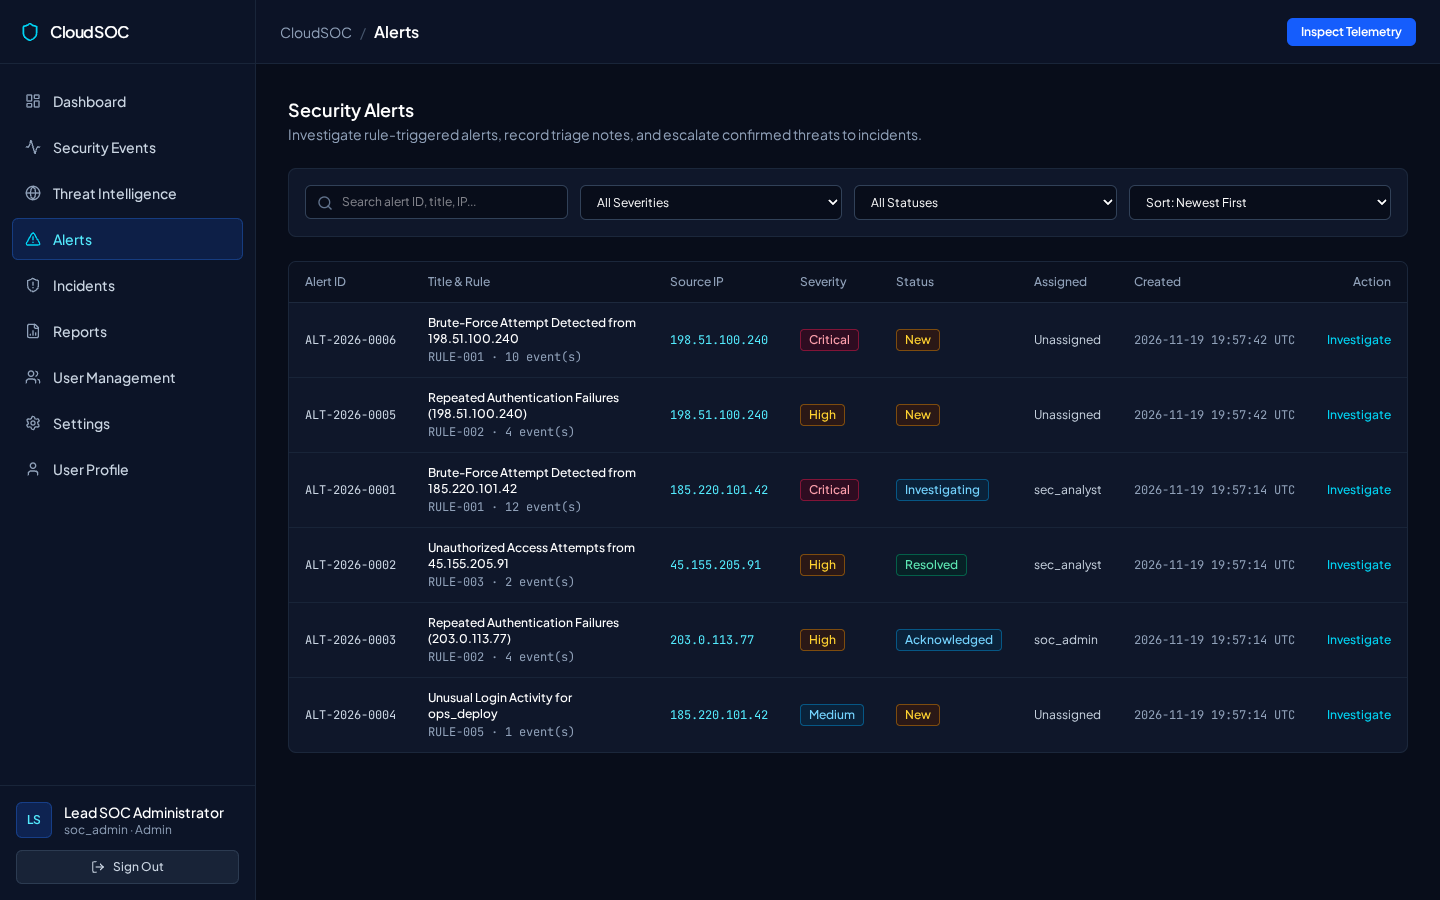 CloudSOC
CloudSOC / Alerts
Inspect Telemetry
Dashboard
Security Events
Threat Intelligence
Alerts
Incidents
Reports
User Management
Settings
User Profile
Security Alerts
Investigate rule-triggered alerts, record triage notes, and escalate confirmed threats to incidents.
Search alert ID, title, IP...
All Severities
All Statuses
Sort: Newest First
Alert ID Title & Rule Source IP Severity Status Assigned Created Action
Brute-Force Attempt Detected from
198.51.100.240
RULE-001 · 10 event(s)
ALT-2026-0006 198.51.100.240 Critical New Unassigned 2026-11-19 19:57:42 UTC Investigate
Repeated Authentication Failures
(198.51.100.240)
RULE-002 · 4 event(s)
ALT-2026-0005 198.51.100.240 High New Unassigned 2026-11-19 19:57:42 UTC Investigate
Brute-Force Attempt Detected from
185.220.101.42
RULE-001 · 12 event(s)
ALT-2026-0001 185.220.101.42 Critical Investigating sec_analyst 2026-11-19 19:57:14 UTC Investigate
Unauthorized Access Attempts from
45.155.205.91
RULE-003 · 2 event(s)
ALT-2026-0002 45.155.205.91 High Resolved sec_analyst 2026-11-19 19:57:14 UTC Investigate
Repeated Authentication Failures
(203.0.113.77)
RULE-002 · 4 event(s)
ALT-2026-0003 203.0.113.77 High Acknowledged soc_admin 2026-11-19 19:57:14 UTC Investigate
Unusual Login Activity for
ops_deploy
RULE-005 · 1 event(s)
ALT-2026-0004 185.220.101.42 Medium New Unassigned 2026-11-19 19:57:14 UTC Investigate
LS
Lead SOC Administrator
soc_admin · Admin
Sign Out